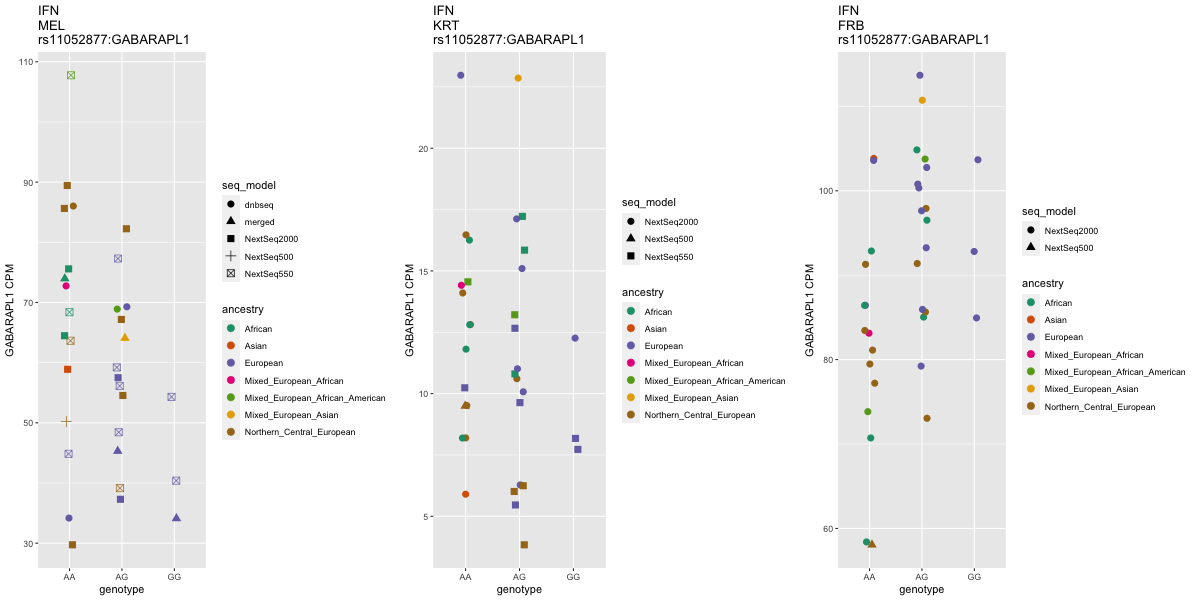 IFN
MEL
rs11052877:GABARAPL1
110
90
70
50
30
GABARAPL1 CPM
AA
AG
GG
genotype
seq_model
dnbseq
merged
NextSeq2000
NextSeq500
NextSeq550
ancestry
African
Asian
European
Mixed_European_African
Mixed_European_African_American
Mixed_European_Asian
Northern_Central_European
IFN
KRT
rs11052877:GABARAPL1
20
15
10
5
GABARAPL1 CPM
AA
AG
GG
genotype
seq_model
NextSeq2000
NextSeq500
NextSeq550
ancestry
African
Asian
European
Mixed_European_African
Mixed_European_African_American
Mixed_European_Asian
Northern_Central_European
IFN
FRB
rs11052877:GABARAPL1
100
80
60
GABARAPL1 CPM
AA
AG
GG
genotype
seq_model
NextSeq2000
NextSeq500
ancestry
African
Asian
European
Mixed_European_African
Mixed_European_African_American
Mixed_European_Asian
Northern_Central_European